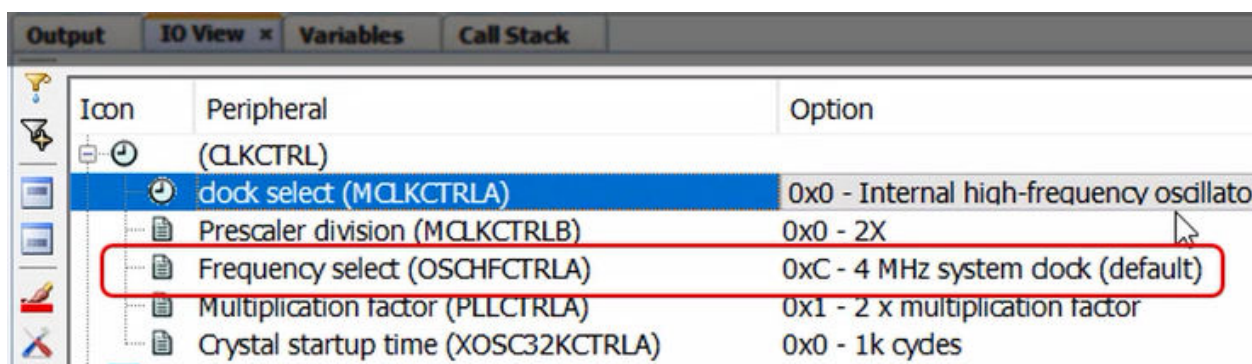 Output IO View × Variables Call Stack
Icon Peripheral Option
(CLKCTRL)
clock select (MCLKCTRLA) 0x0 - Internal high-frequency oscillato
Prescaler division (MCLKCTRLB) 0x0 - 2X
Frequency select (OSCHFCTRLA) 0xC - 4 MHz system clock (default)
Multiplication factor (PLLCTRLA) 0x1 - 2 x multiplication factor
Crystal startup time (XOSC32KCTRLA) 0x0 - 1k cycles